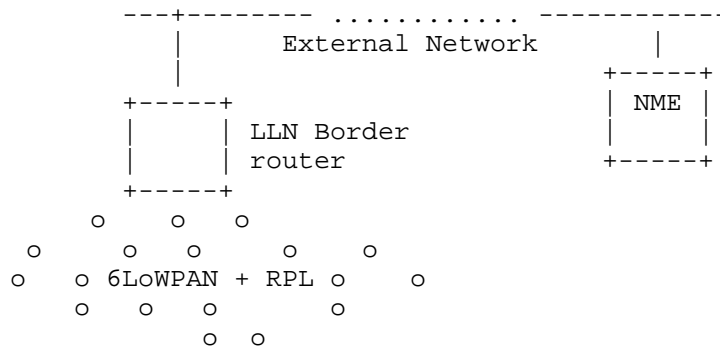 ---+-------- ............ ------------
External Network
NME
LLN Border
router
o o o
o o o o o
o o 6LoWPAN + RPL o o
o o o o
o o